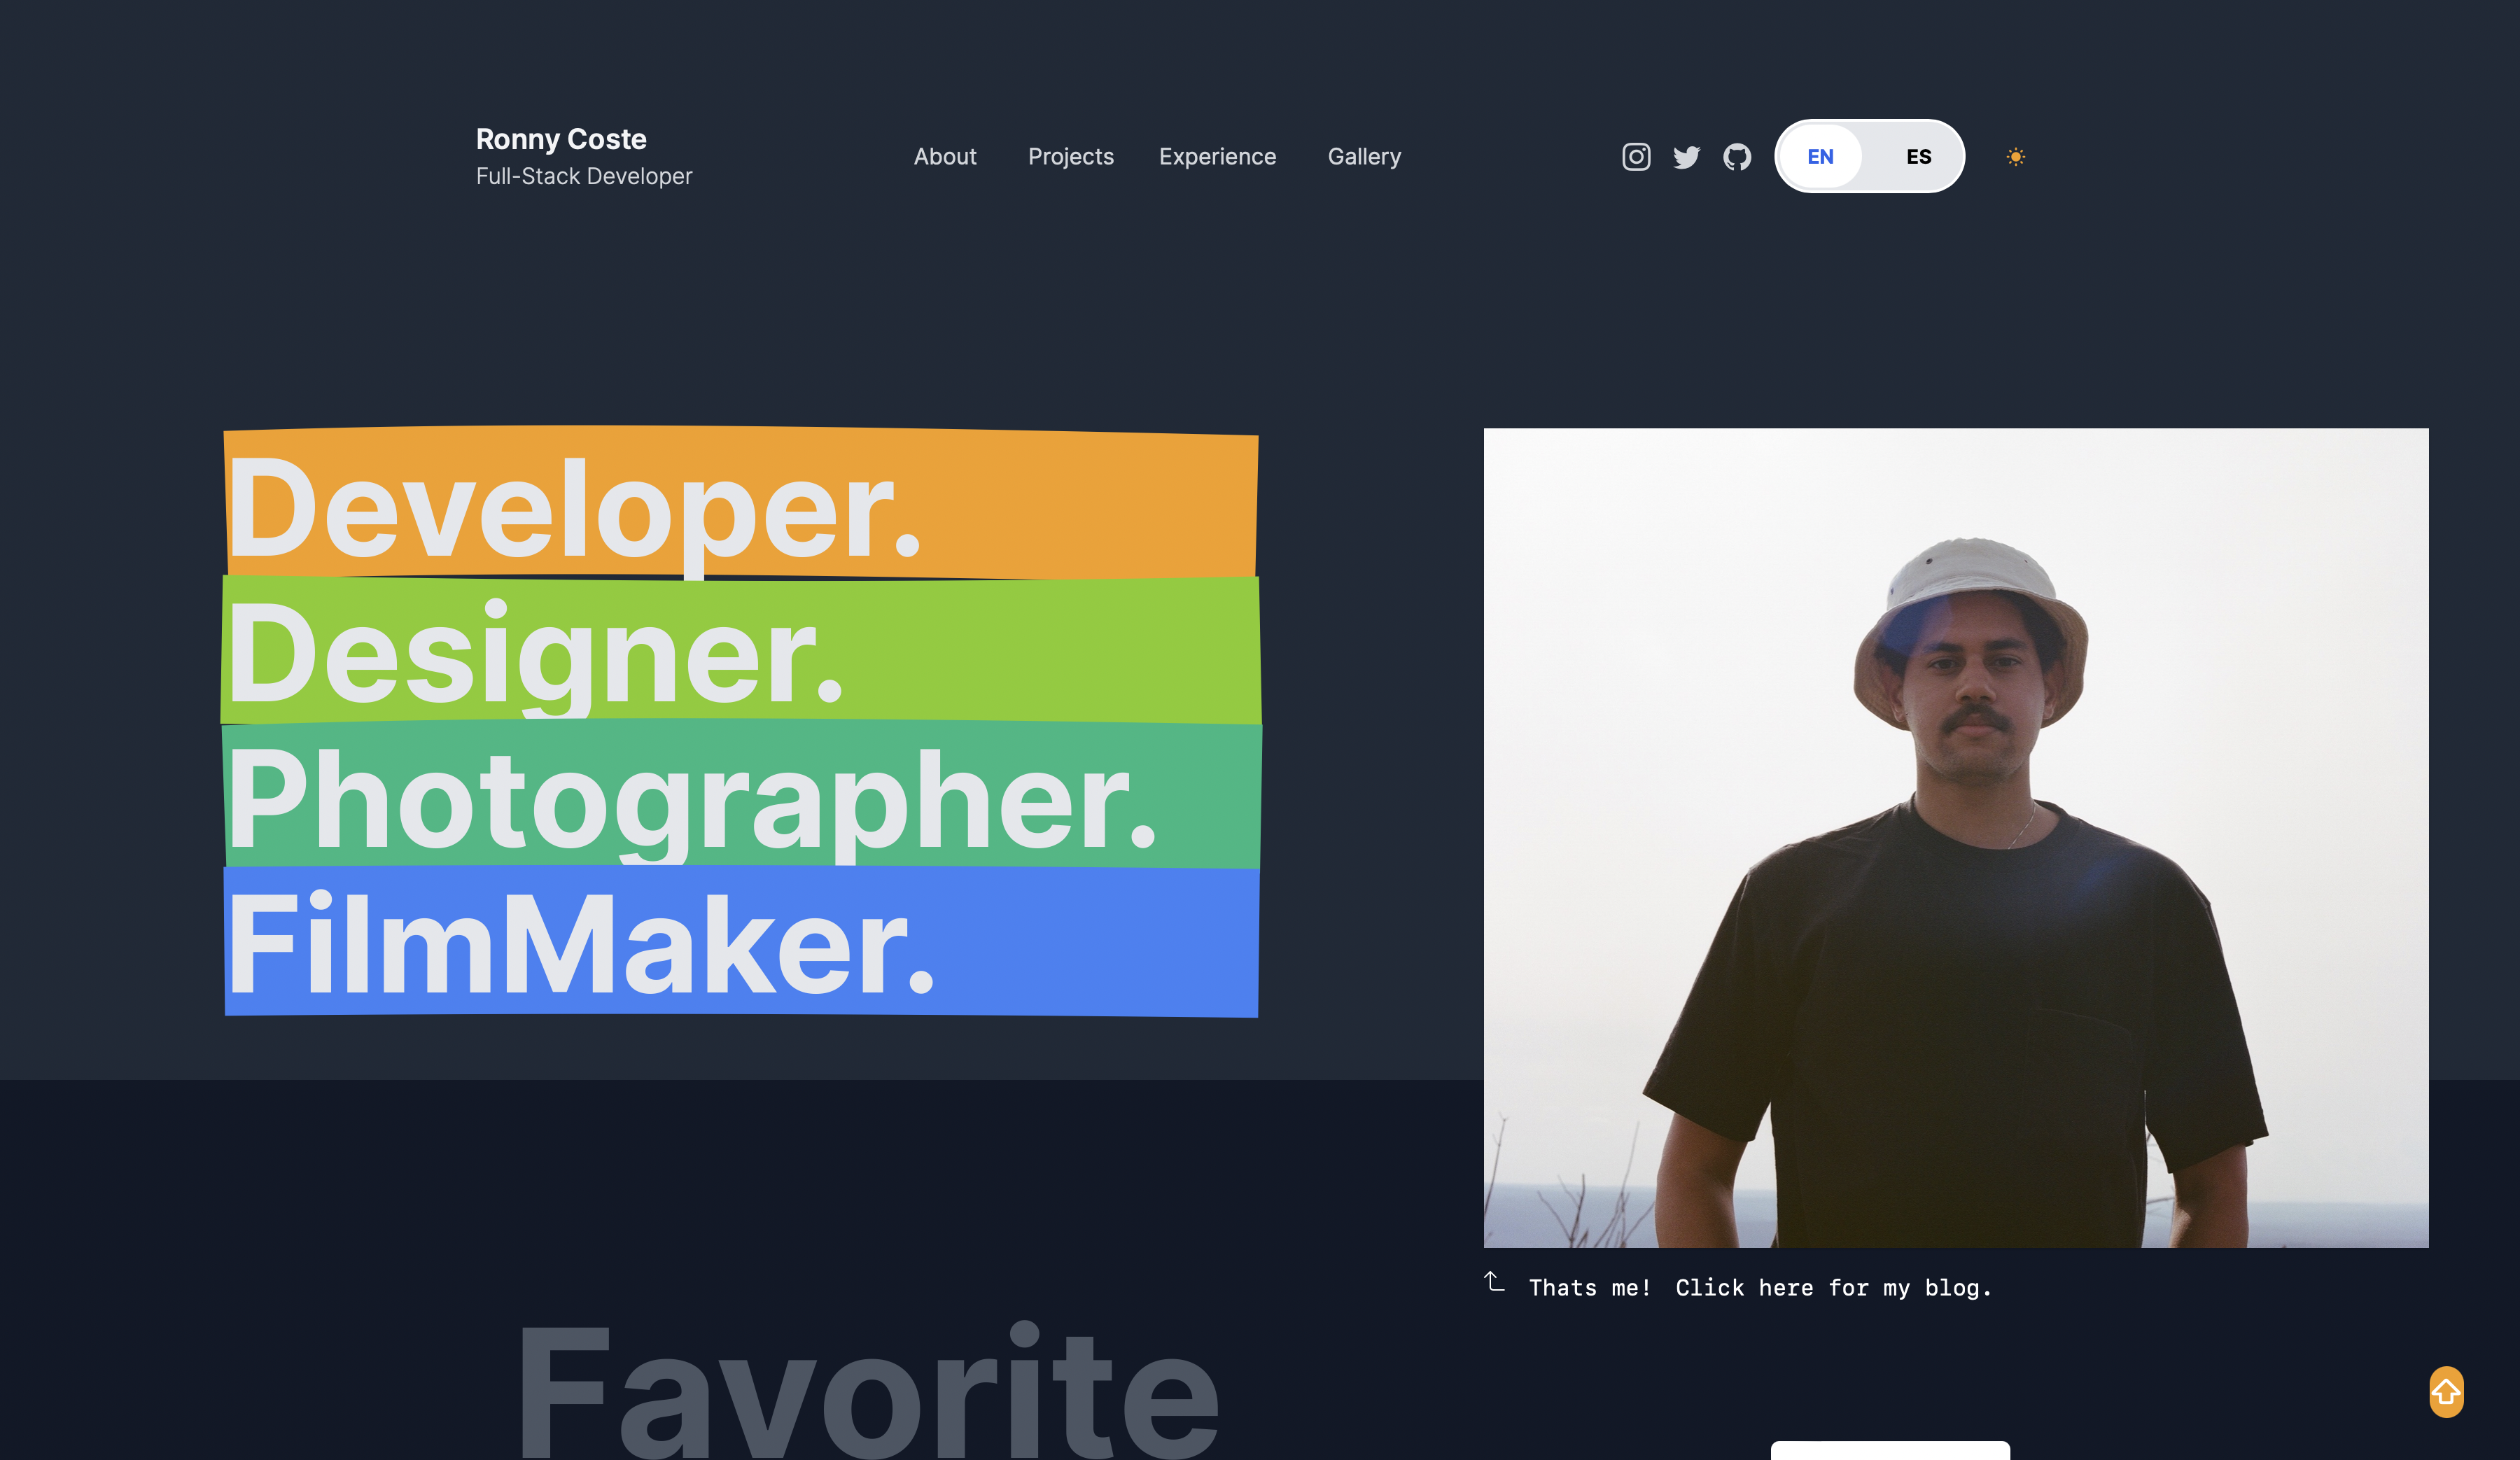 Ronny Coste
Full-Stack Developer
About Projects Experience Gallery
EN ES
Developer.
Designer.
Photographer.
FilmMaker.
Thats me! Click here for my blog.
Favorite